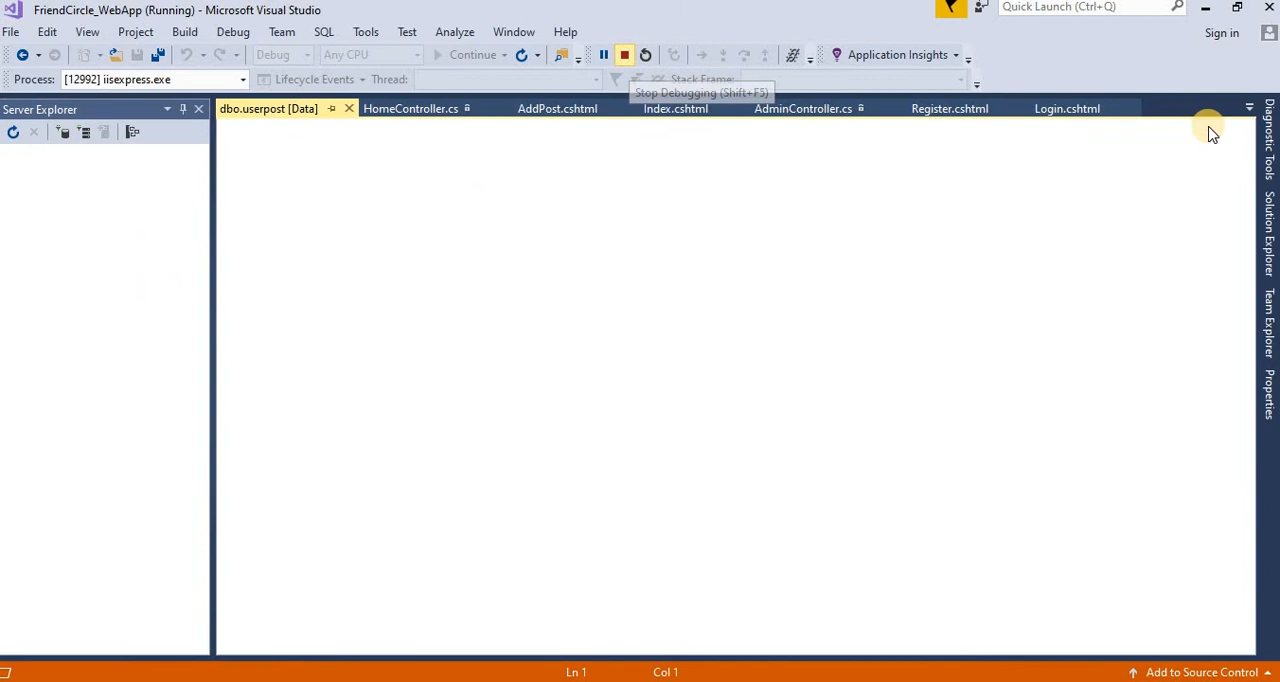 FriendCircle_WebApp (Running) - Microsoft Visual Studio
Quick Launch (Ctrl+Q)
File Edit View Project Build Debug Team SQL Tools Test Analyze Window Help
Sign in
Debug Any CPU Continue Application Insights
Process: [12992] iisexpress.exe Lifecycle Events Thread: Stack Frame:
Stop Debugging (Shift+F5)
Server Explorer
dbo.userpost [Data] HomeController.cs AddPost.cshtml Index.cshtml AdminController.cs Register.cshtml Login.cshtml
Diagnostic Tools
Solution Explorer
Team Explorer
Properties
Ln 1 Col 1 Add to Source Control